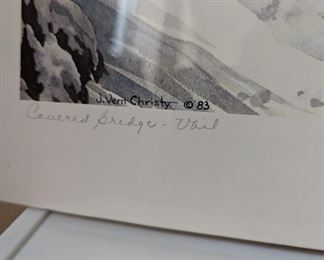 J. Vern Christy © 83
Covered Bridge - Vail